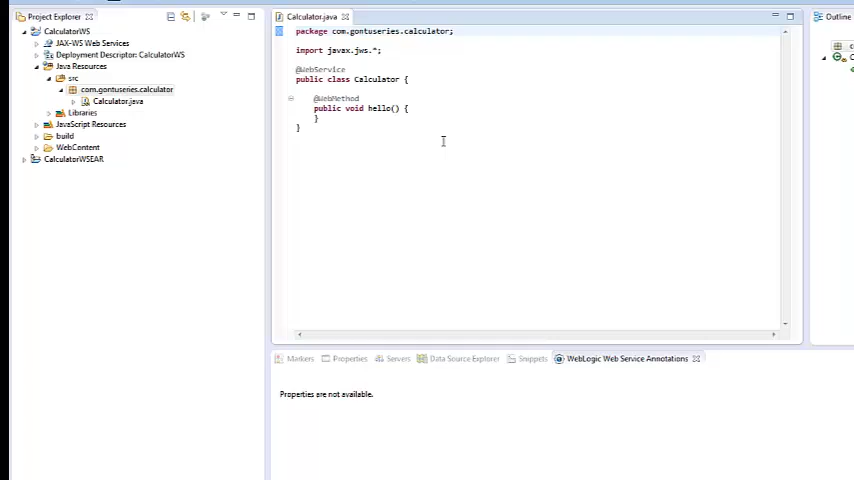 Project Explorer
CalculatorWS
JAX-WS Web Services
Deployment Descriptor: CalculatorWS
Java Resources
src
com.gontuseries.calculator
Calculator.java
Libraries
JavaScript Resources
build
WebContent
CalculatorWSEAR
Calculator.java
package com.gontuseries.calculator;
import javax.jws.*;
@WebService
public class Calculator {
@WebMethod
public void hello() {
}
}
Outline
Markers
Properties
Servers
Data Source Explorer
Snippets
WebLogic Web Service Annotations
Properties are not available.